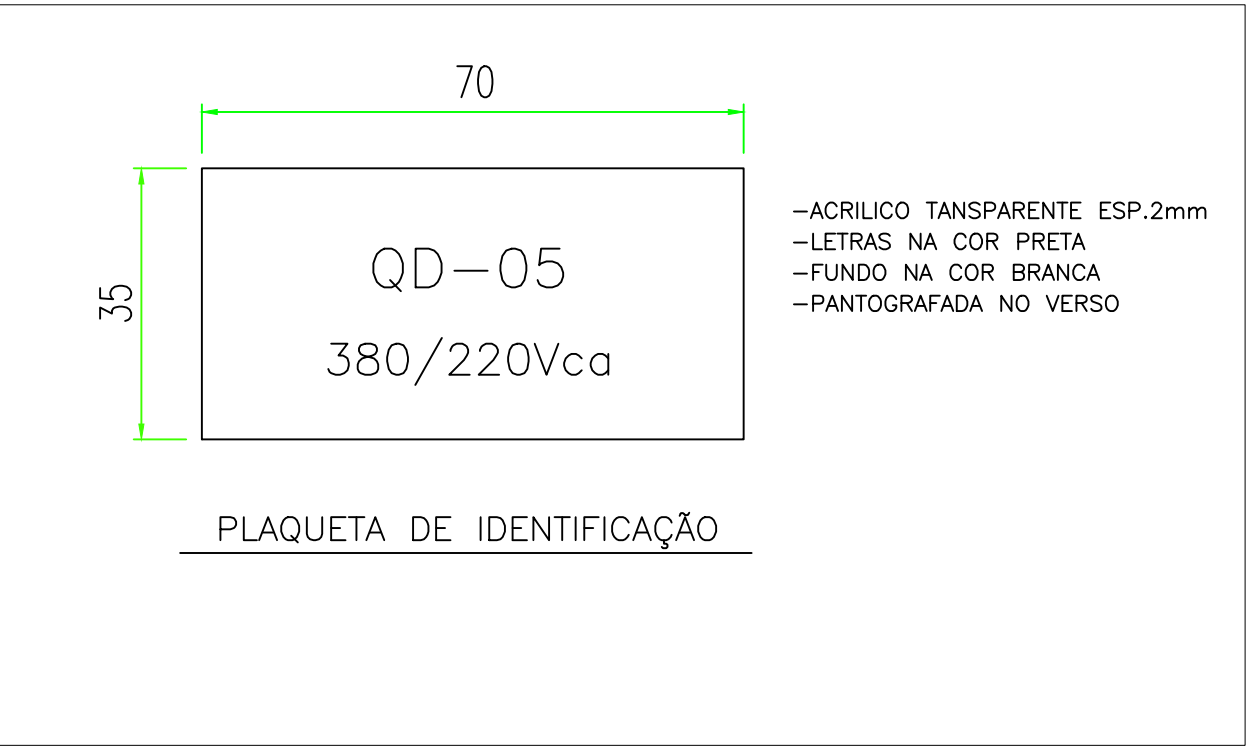 70
35
QD-05
380/220Vca
-ACRILICO TANSPARENTE ESP.2mm
-LETRAS NA COR PRETA
-FUNDO NA COR BRANCA
-PANTOGRAFADA NO VERSO
PLAQUETA DE IDENTIFICAÇÃO